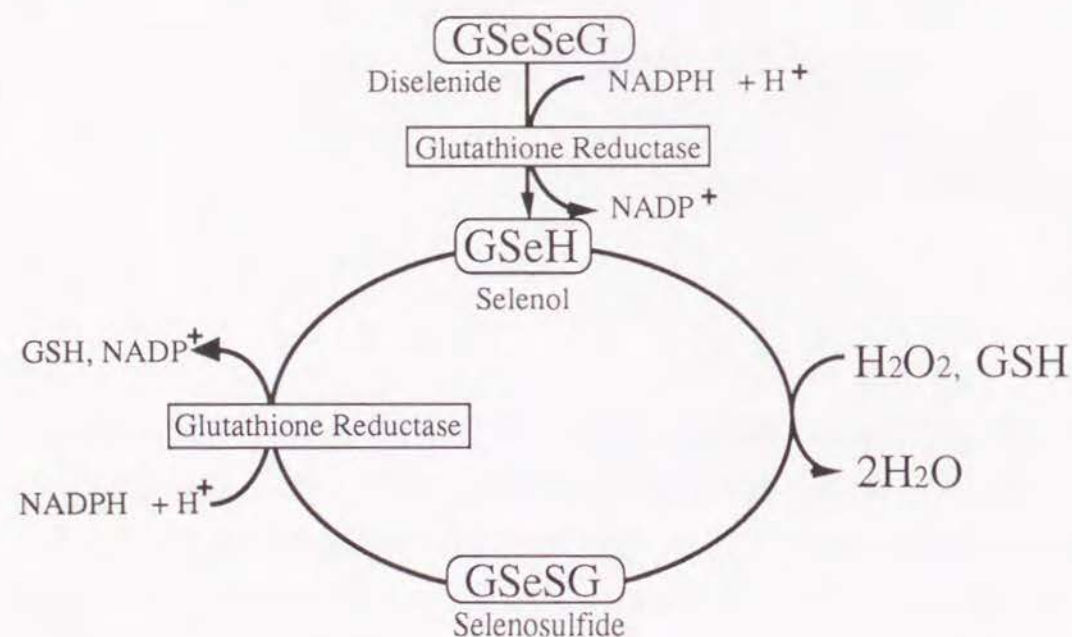 GSeSeG
Diselenide
NADPH + H+
Glutathione Reductase
NADP+
GSeH
Selenol
GSH, NADP+
H2O2, GSH
Glutathione Reductase
2H2O
NADPH + H+
GSeSG
Selenosulfide